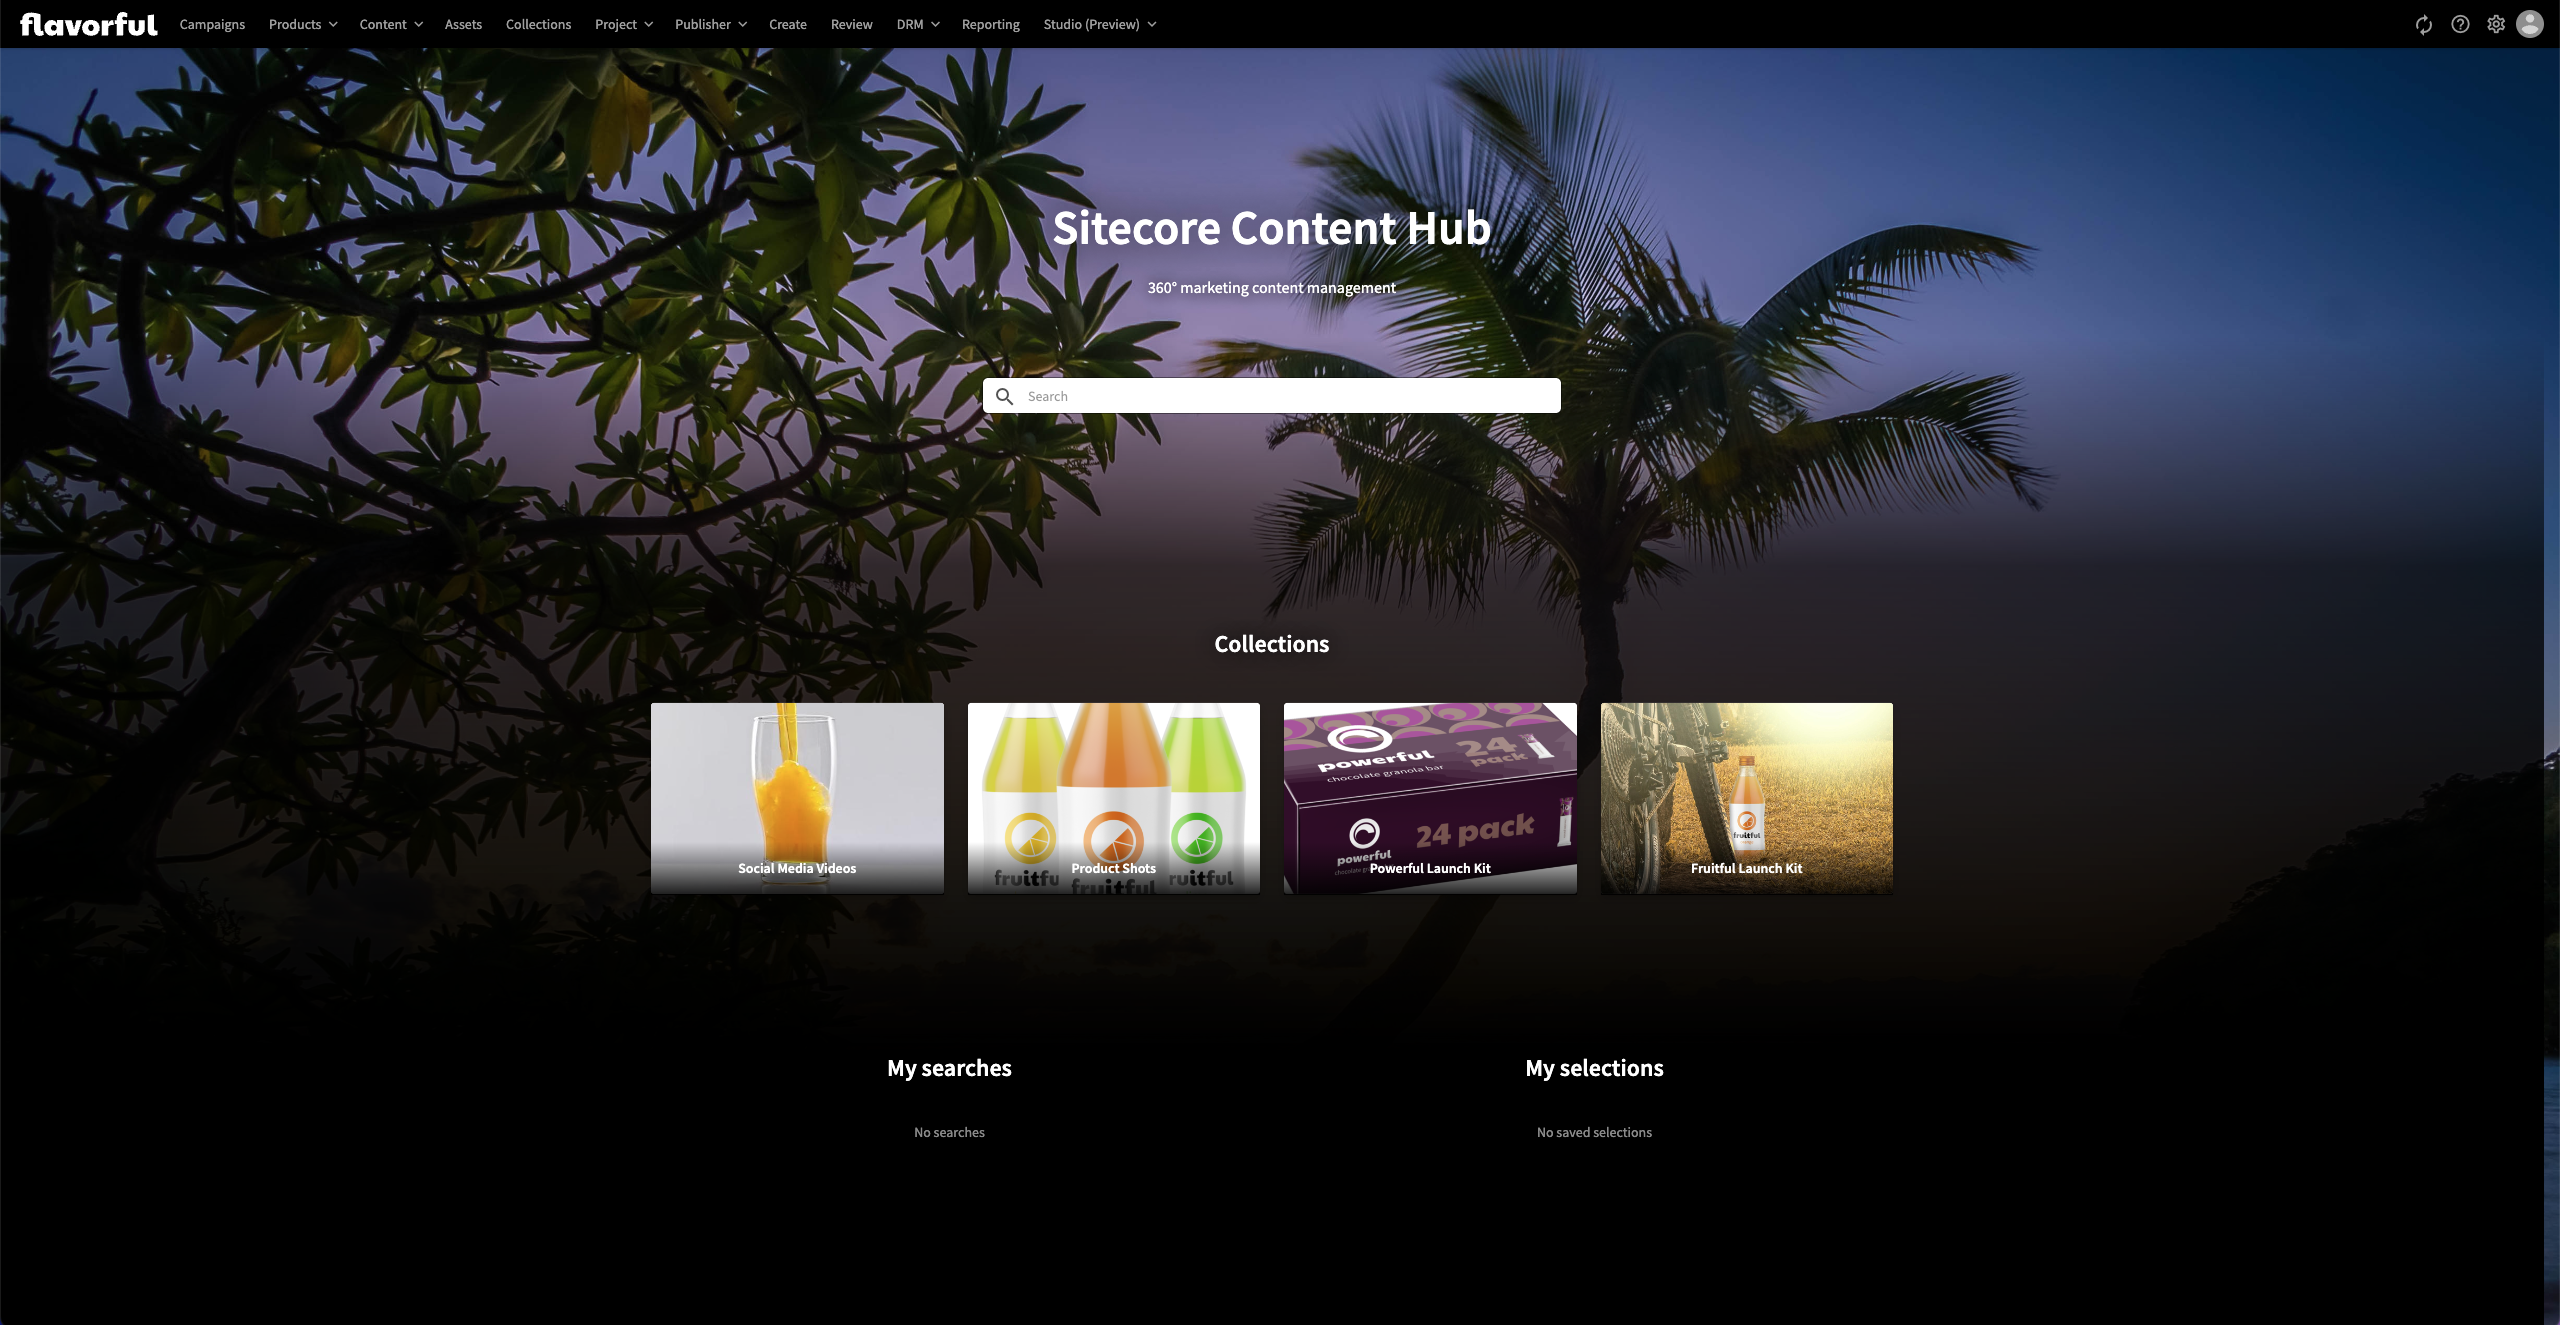 flavorful
Campaigns
Products
Content
Assets
Collections
Project
Publisher
Create
Review
DRM
Reporting
Studio (Preview)
Sitecore Content Hub
360° marketing content management
Search
Collections
Social Media Videos
fruitfu
fruitful
ruitful
Product Shots
powerful
chocolate granola bar
24
pack
powerful
24 pack
Powerful Launch Kit
fruitful
Fruitful Launch Kit
My searches
My selections
No searches
No saved selections